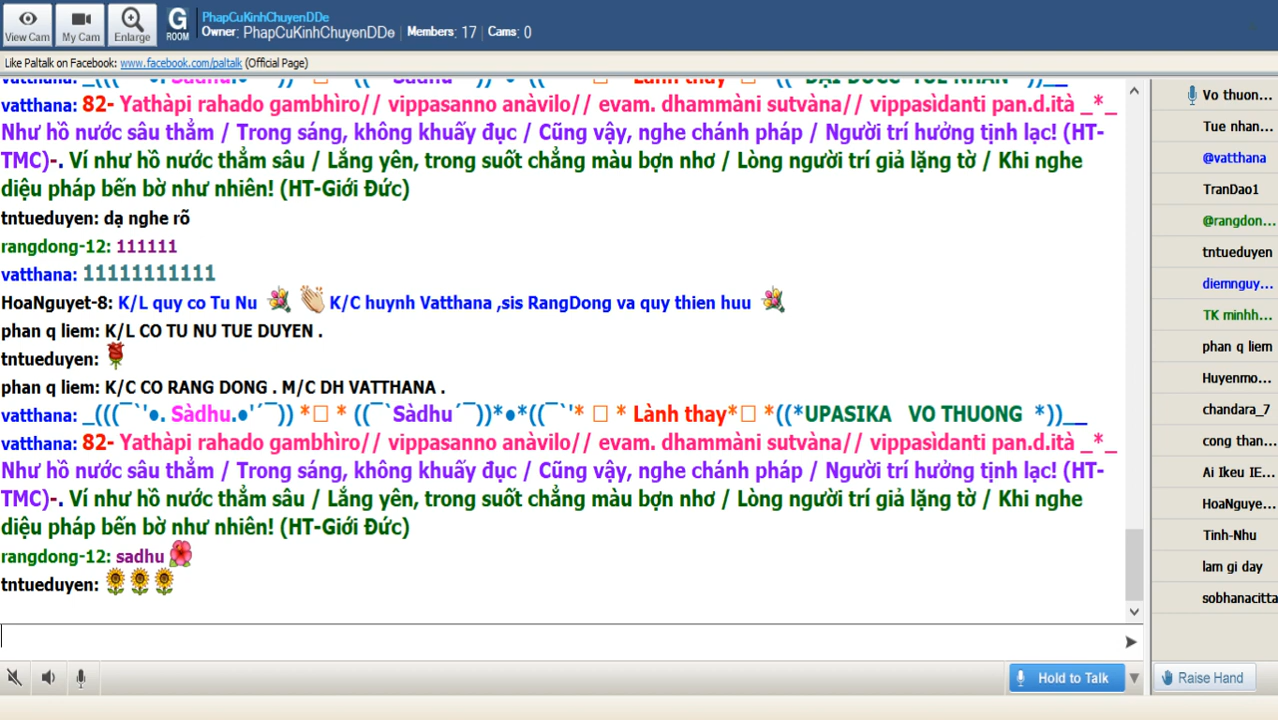 View Cam
My Cam
Enlarge
G
ROOM
PhapCuKinhChuyenDDe
Owner: PhapCuKinhChuyenDDe Members: 17 Cams: 0
Like Paltalk on Facebook: www.facebook.com/paltalk (Official Page)
vatthana: 82- Yathàpi rahado gambhìro// vippasanno anàvilo// evam. dhammàni sutvàna// vippasìdanti pan.d.ità _*_
Như hồ nước sâu thẳm / Trong sáng, không khuấy đục / Cũng vậy, nghe chánh pháp / Người trí hưởng tịnh lạc! (HT-
TMC)-. Ví như hồ nước thẳm sâu / Lắng yên, trong suốt chẳng màu bợn nhơ / Lòng người trí giả lặng tờ / Khi nghe
diệu pháp bến bờ như nhiên! (HT-Giới Đức)
tntueduyen: dạ nghe rõ
rangdong-12: 111111
vatthana: 11111111111
HoaNguyet-8: K/L quy co Tu Nu K/C huynh Vatthana ,sis RangDong va quy thien huu
phan q liem: K/L CO TU NU TUE DUYEN .
tntueduyen:
phan q liem: K/C CO RANG DONG . M/C DH VATTHANA .
vatthana: _(((¯`'●. Sàdhu.●'´¯)) *□ * ((¯`Sàdhu´¯))*●*((¯`'* □ * Lành thay*□ *((*UPASIKA VO THUONG *))__
vatthana: 82- Yathàpi rahado gambhìro// vippasanno anàvilo// evam. dhammàni sutvàna// vippasìdanti pan.d.ità _*_
Như hồ nước sâu thẳm / Trong sáng, không khuấy đục / Cũng vậy, nghe chánh pháp / Người trí hưởng tịnh lạc! (HT-
TMC)-. Ví như hồ nước thẳm sâu / Lắng yên, trong suốt chẳng màu bợn nhơ / Lòng người trí giả lặng tờ / Khi nghe
diệu pháp bến bờ như nhiên! (HT-Giới Đức)
rangdong-12: sadhu
tntueduyen:
Hold to Talk
Vo thuon...
Tue nhan...
@vatthana
TranDao1
@rangdon...
tntueduyen
diemnguy...
TK minhh...
phan q liem
Huyenmo...
chandara_7
cong than...
Ai Ikeu IE...
HoaNguye...
Tinh-Nhu
lam gi day
sobhanacitta
Raise Hand